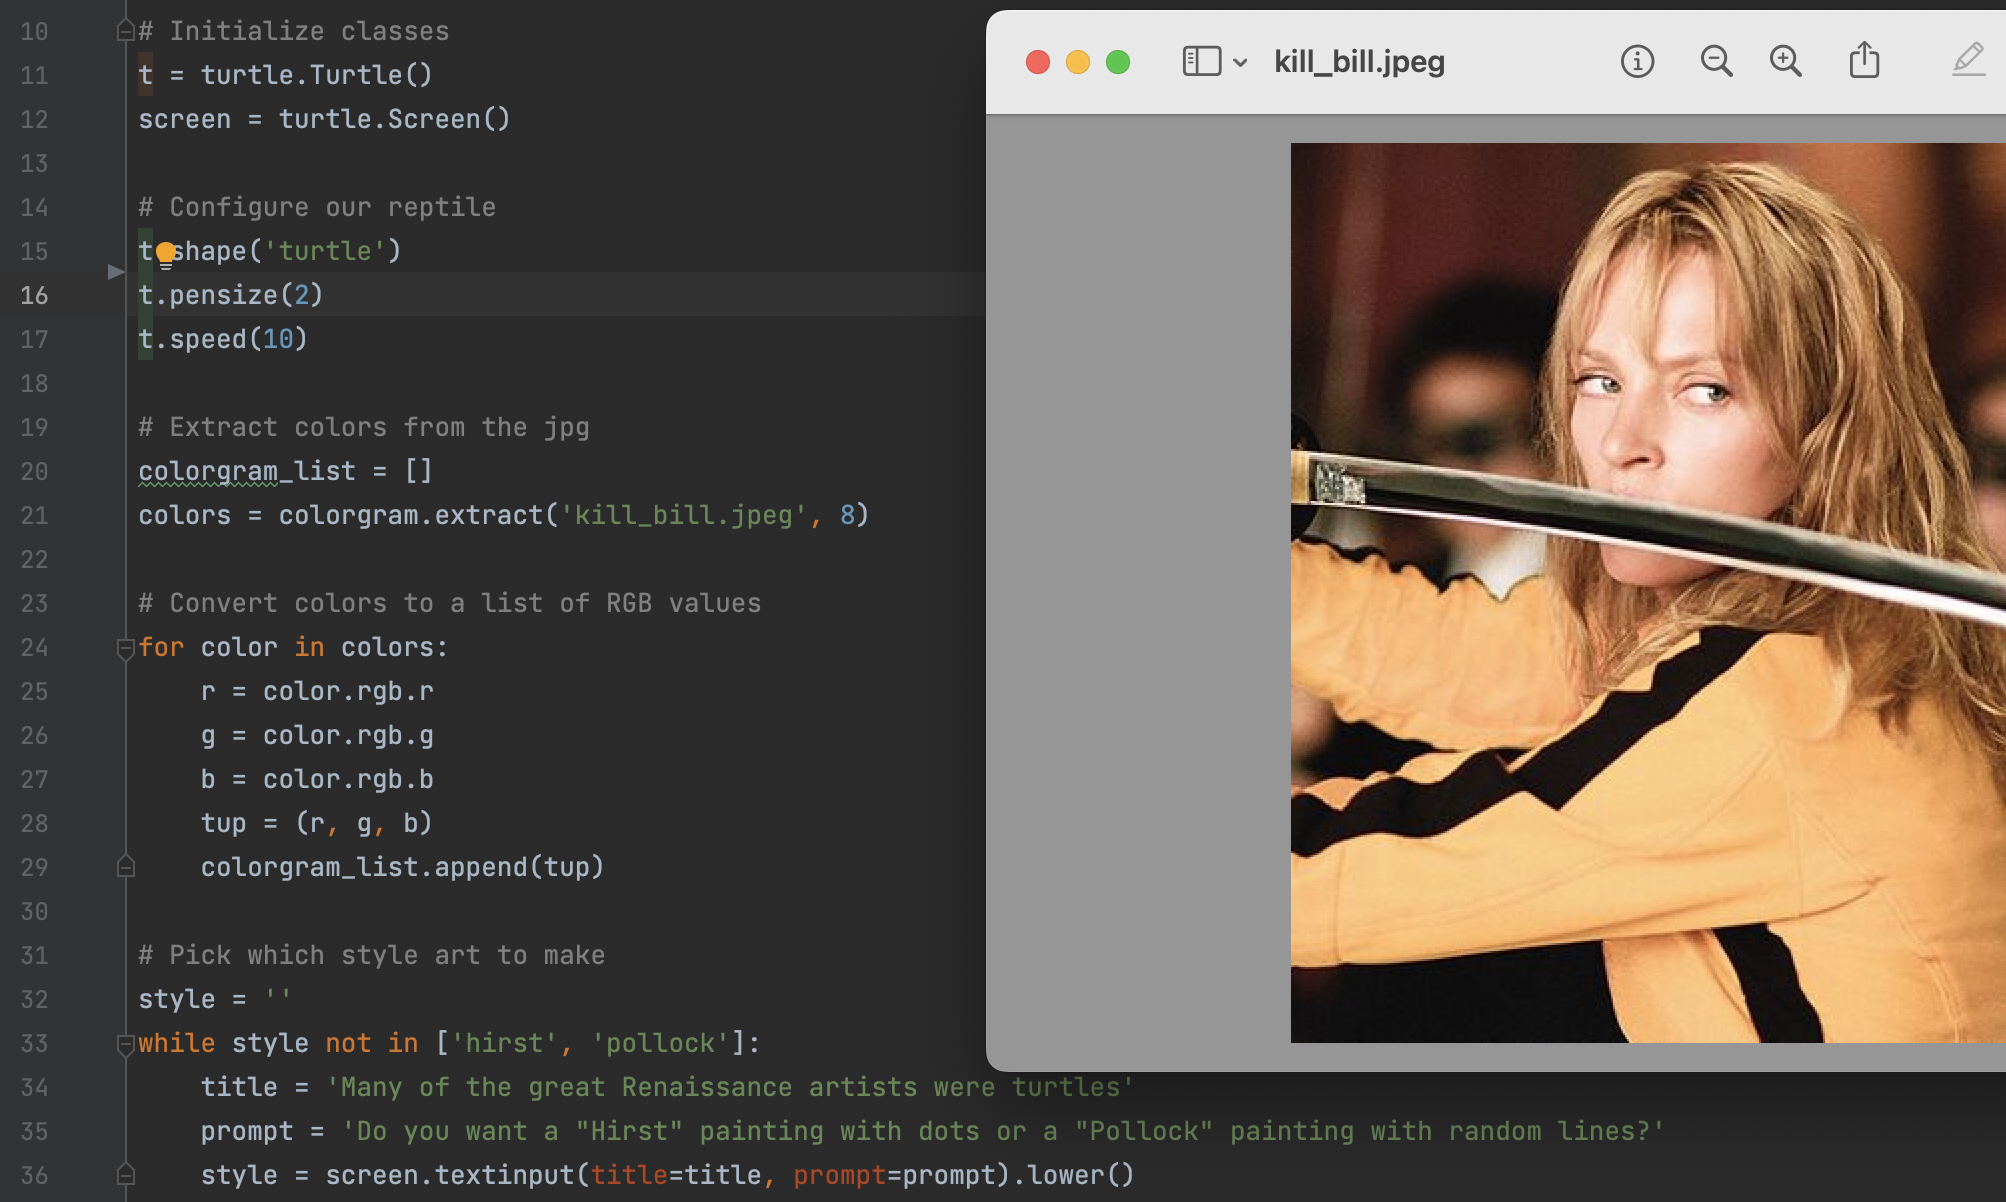 10 # Initialize classes
11 t = turtle.Turtle()
12 screen = turtle.Screen()
13
14 # Configure our reptile
15 t.shape('turtle')
16 t.pensize(2)
17 t.speed(10)
18
19 # Extract colors from the jpg
20 colorgram_list = []
21 colors = colorgram.extract('kill_bill.jpeg', 8)
22
23 # Convert colors to a list of RGB values
24 for color in colors:
25     r = color.rgb.r
26     g = color.rgb.g
27     b = color.rgb.b
28     tup = (r, g, b)
29     colorgram_list.append(tup)
30
31 # Pick which style art to make
32 style = ''
33 while style not in ['hirst', 'pollock']:
34     title = 'Many of the great Renaissance artists were turtles'
35     prompt = 'Do you want a "Hirst" painting with dots or a "Pollock" painting with random lines?'
36     style = screen.textinput(title=title, prompt=prompt).lower()
kill_bill.jpeg